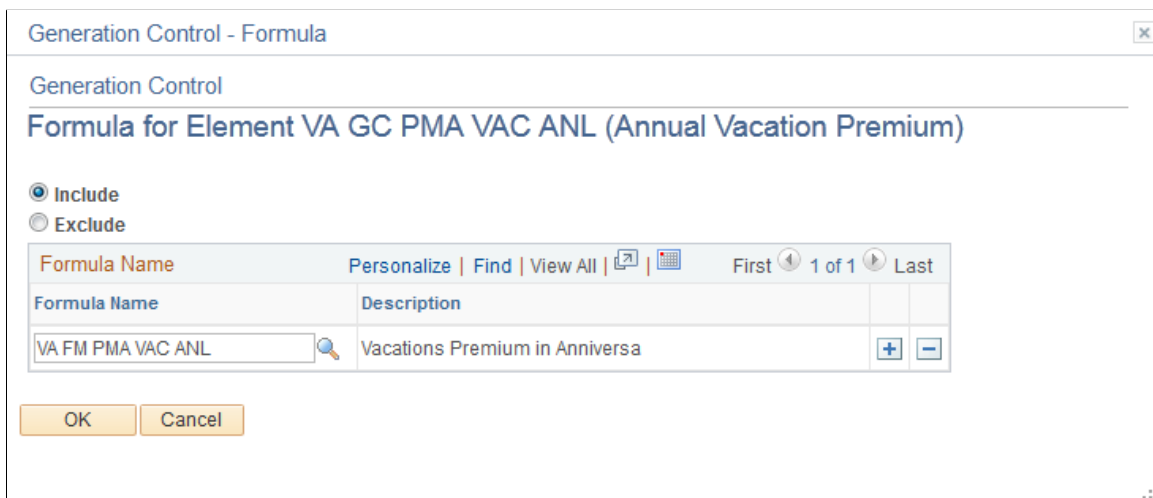 Generation Control - Formula
Generation Control
Formula for Element VA GC PMA VAC ANL (Annual Vacation Premium)
Include
Exclude
Formula Name Personalize | Find | View All | | First 1 of 1 Last
Formula Name Description
VA FM PMA VAC ANL Vacations Premium in Anniversa
OK Cancel